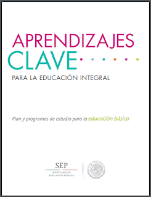 APRENDIZAJES
CLAVE
PARA LA EDUCACIÓN INTEGRAL
Plan y programas de estudio para la educación básica
SEP